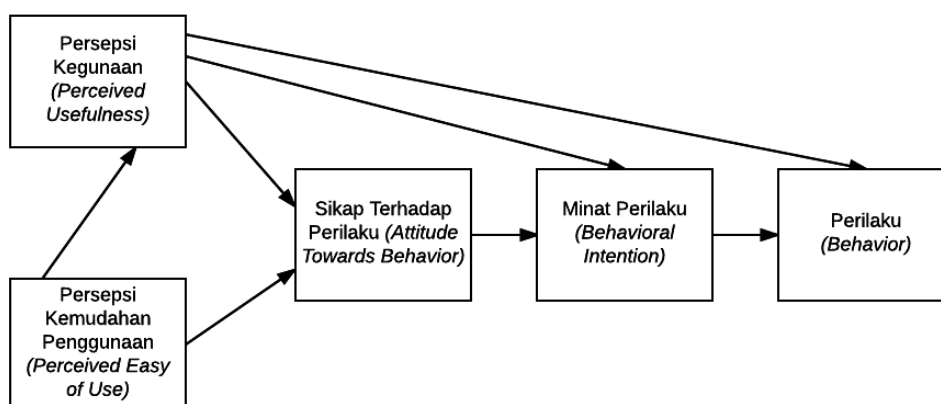 Persepsi
Kegunaan
(Perceived
Usefulness)
Sikap Terhadap
Perilaku (Attitude
Towards Behavior)
Minat Perilaku
(Behavioral
Intention)
Perilaku
(Behavior)
Persepsi
Kemudahan
Penggunaan
(Perceived Easy
of Use)